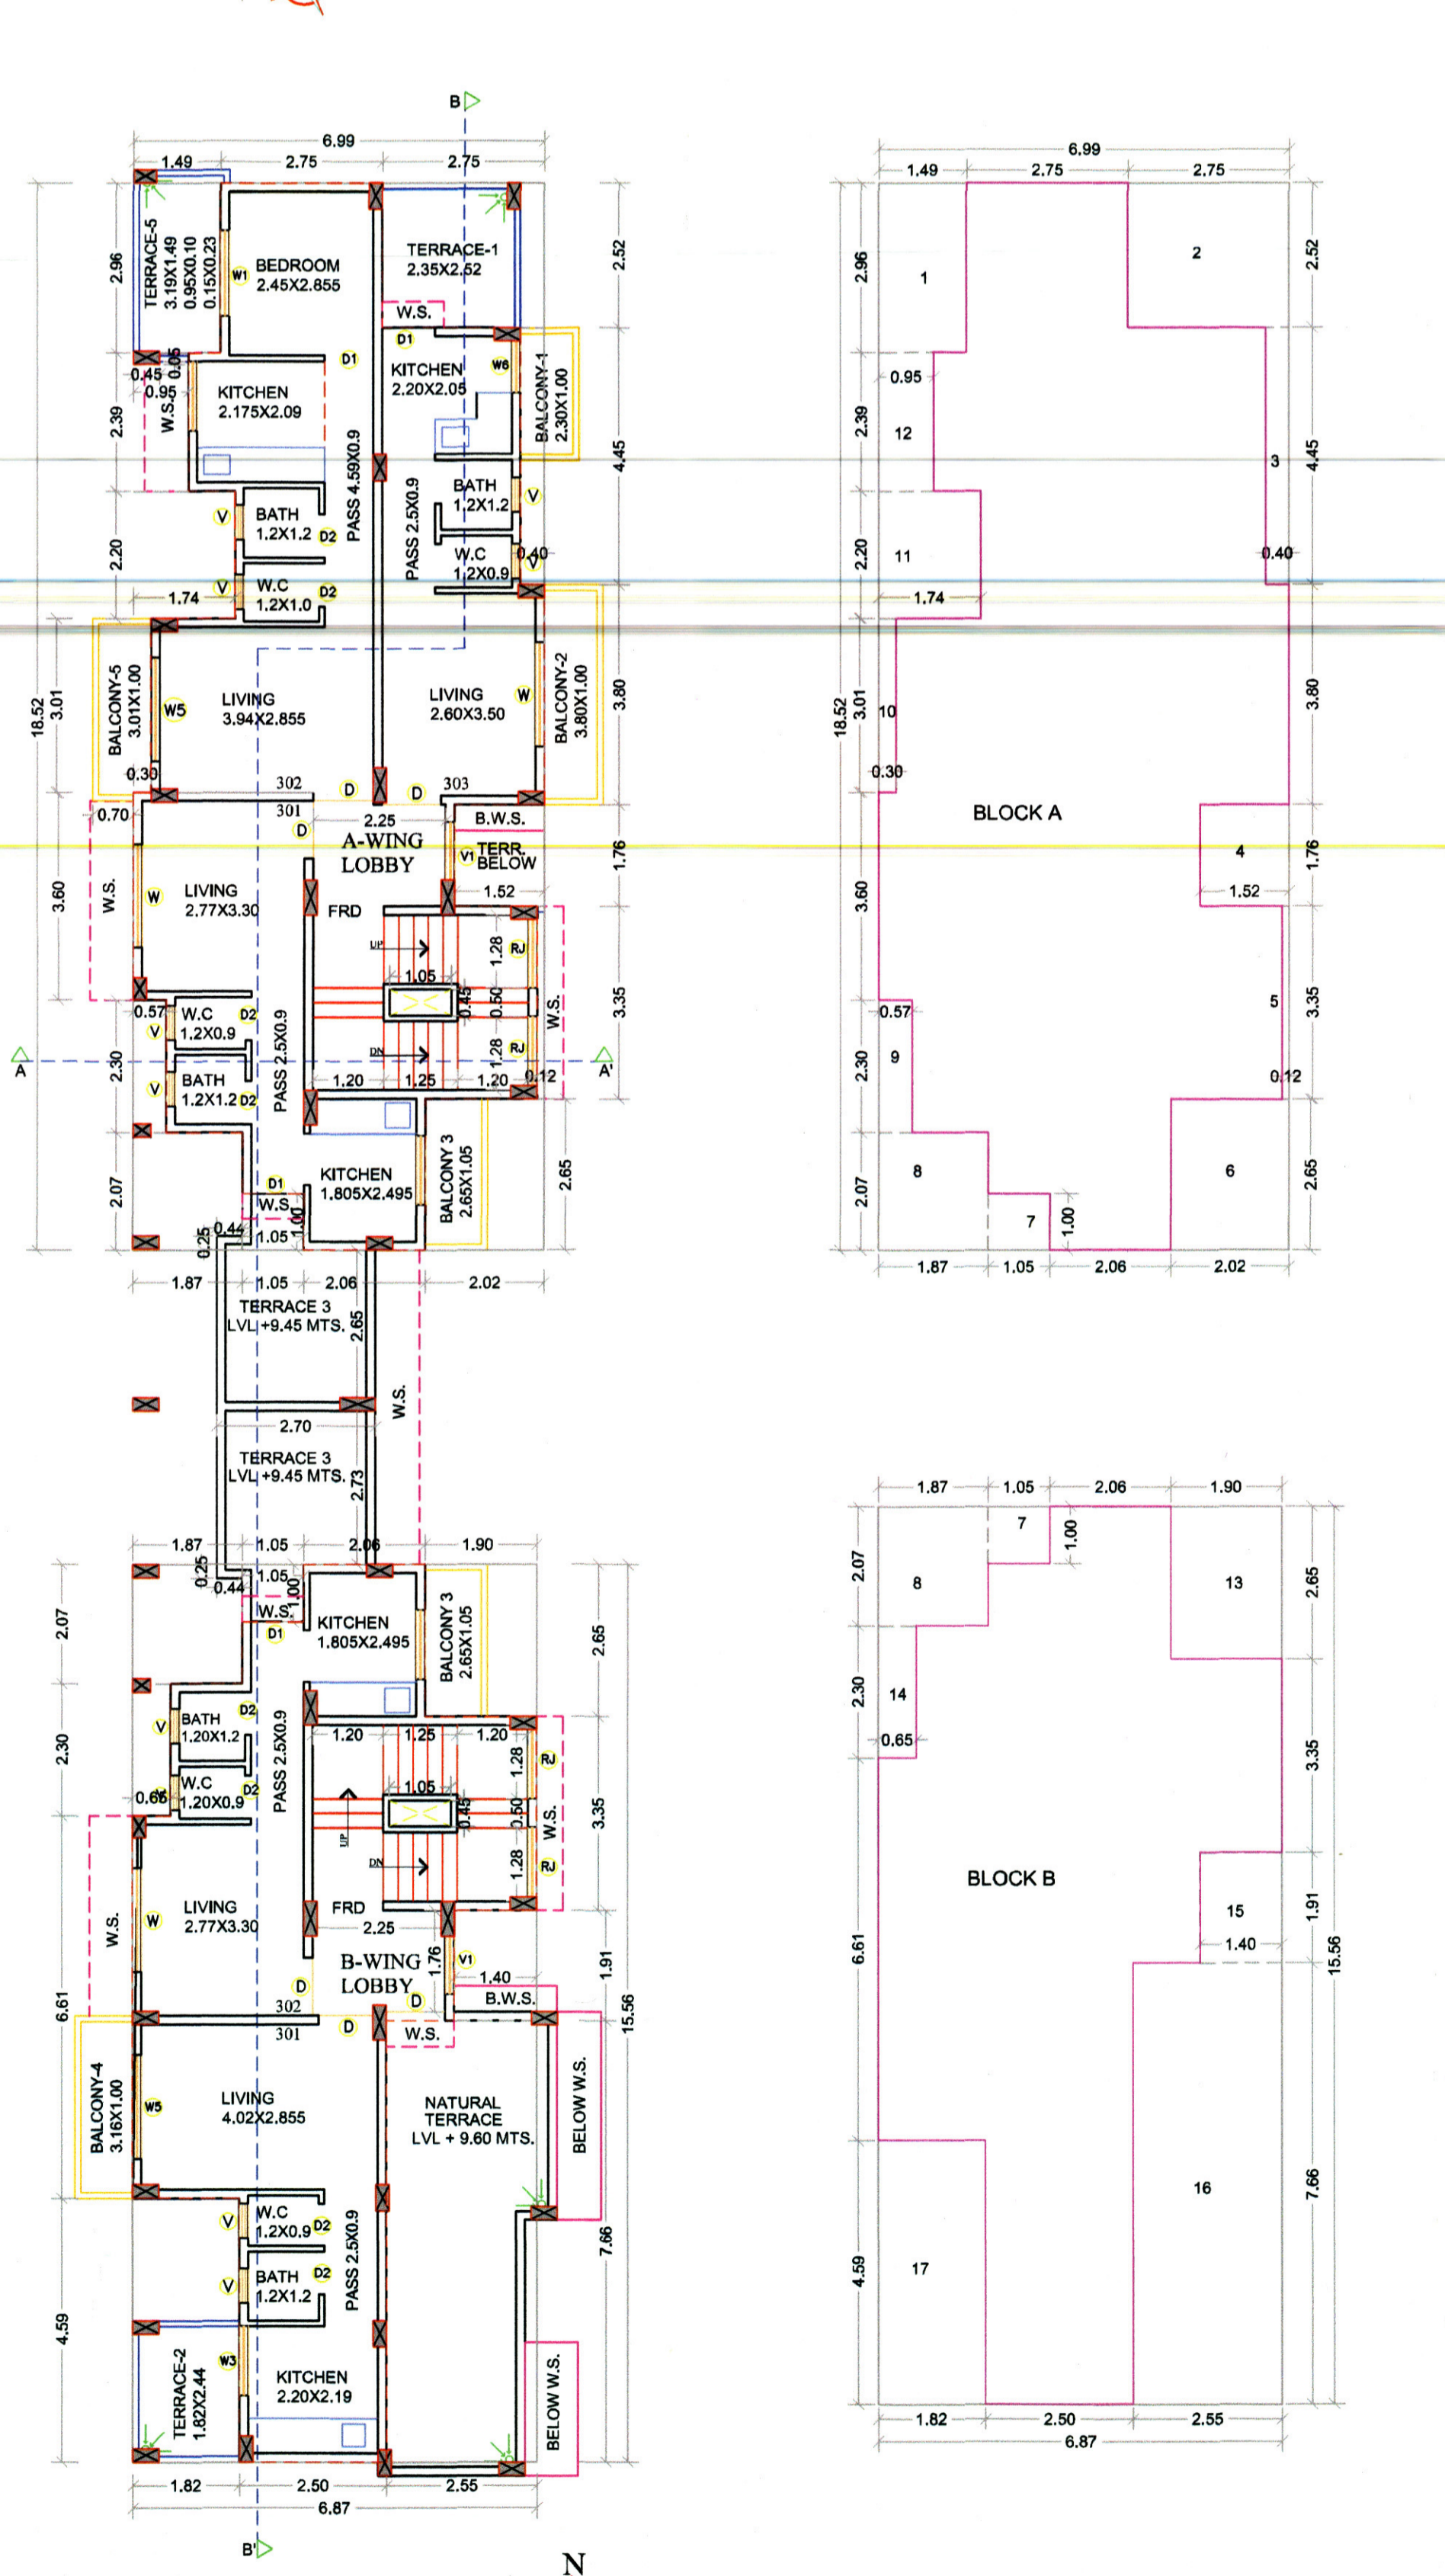 B
6.99
1.49
2.75
2.75
TERRACE-5
3.19X1.49
0.95X0.10
0.15X0.23
2.96
W1
BEDROOM
2.45X2.855
TERRACE-1
2.35X2.52
2.52
W.S.
D1
D1
W6
KITCHEN
2.20X2.05
BALCONY-1
2.30X1.00
0.05
0.45
0.95
W.S.
KITCHEN
2.175X2.09
2.39
4.45
PASS 4.59X0.9
PASS 2.5X0.9
BATH
1.2X1.2
V
V
BATH
1.2X1.2
D2
2.20
W.C
1.2X0.9
0.40
V
V
W.C
1.2X1.0
D2
1.74
18.52
3.01
BALCONY-5
3.01X1.00
W5
LIVING
3.94X2.855
LIVING
2.60X3.50
W
BALCONY-2
3.80X1.00
3.80
0.30
302
301
D
D
303
D
0.70
2.25
B.W.S.
A-WING
LOBBY
V1
TERR.
BELOW
1.76
1.52
3.60
W.S.
W
LIVING
2.77X3.30
FRD
UP
1.28
RJ
1.05
0.45
0.50
W.S.
3.35
0.57
W.C
1.2X0.9
D2
V
PASS 2.5X0.9
DN
1.28
RJ
A
A'
2.30
V
BATH
1.2X1.2
D2
1.20
1.25
1.20
0.12
KITCHEN
1.805X2.495
BALCONY 3
2.65X1.05
2.65
2.07
D1
W.S.
1.00
0.44
0.25
1.05
1.87
1.05
2.06
2.02
TERRACE 3
LVL +9.45 MTS.
2.65
W.S.
2.70
TERRACE 3
LVL +9.45 MTS.
2.73
1.87
1.05
2.06
1.90
0.25
0.44
1.05
1.00
W.S.
D1
KITCHEN
1.805X2.495
BALCONY 3
2.65X1.05
2.65
2.07
BATH
1.20X1.2
D2
V
PASS 2.5X0.9
1.20
1.25
1.20
1.28
RJ
2.30
W.C
1.20X0.9
D2
1.05
0.45
0.50
W.S.
3.35
UP
DN
1.28
RJ
W.S.
W
LIVING
2.77X3.30
FRD
2.25
B-WING
LOBBY
1.76
V1
1.40
1.91
B.W.S.
D
D
302
301
D
W.S.
6.61
15.56
BALCONY-4
3.16X1.00
W5
LIVING
4.02X2.855
NATURAL
TERRACE
LVL + 9.60 MTS.
BELOW W.S.
V
W.C
1.2X0.9
D2
PASS 2.5X0.9
7.66
V
BATH
1.2X1.2
D2
4.59
TERRACE-2
1.82X2.44
W3
KITCHEN
2.20X2.19
BELOW W.S.
1.82
2.50
2.55
6.87
B'
N
6.99
1.49
2.75
2.75
2.96
1
2
2.52
0.95
2.39
12
3
4.45
2.20
11
0.40
1.74
18.52
3.01
10
3.80
0.30
BLOCK A
4
1.76
1.52
3.60
0.57
5
3.35
2.30
9
0.12
2.07
8
6
2.65
7
1.00
1.87
1.05
2.06
2.02
1.87
1.05
2.06
1.90
7
1.00
2.07
8
13
2.65
2.30
14
0.65
3.35
BLOCK B
15
1.91
1.40
6.61
15.56
16
7.66
4.59
17
1.82
2.50
2.55
6.87